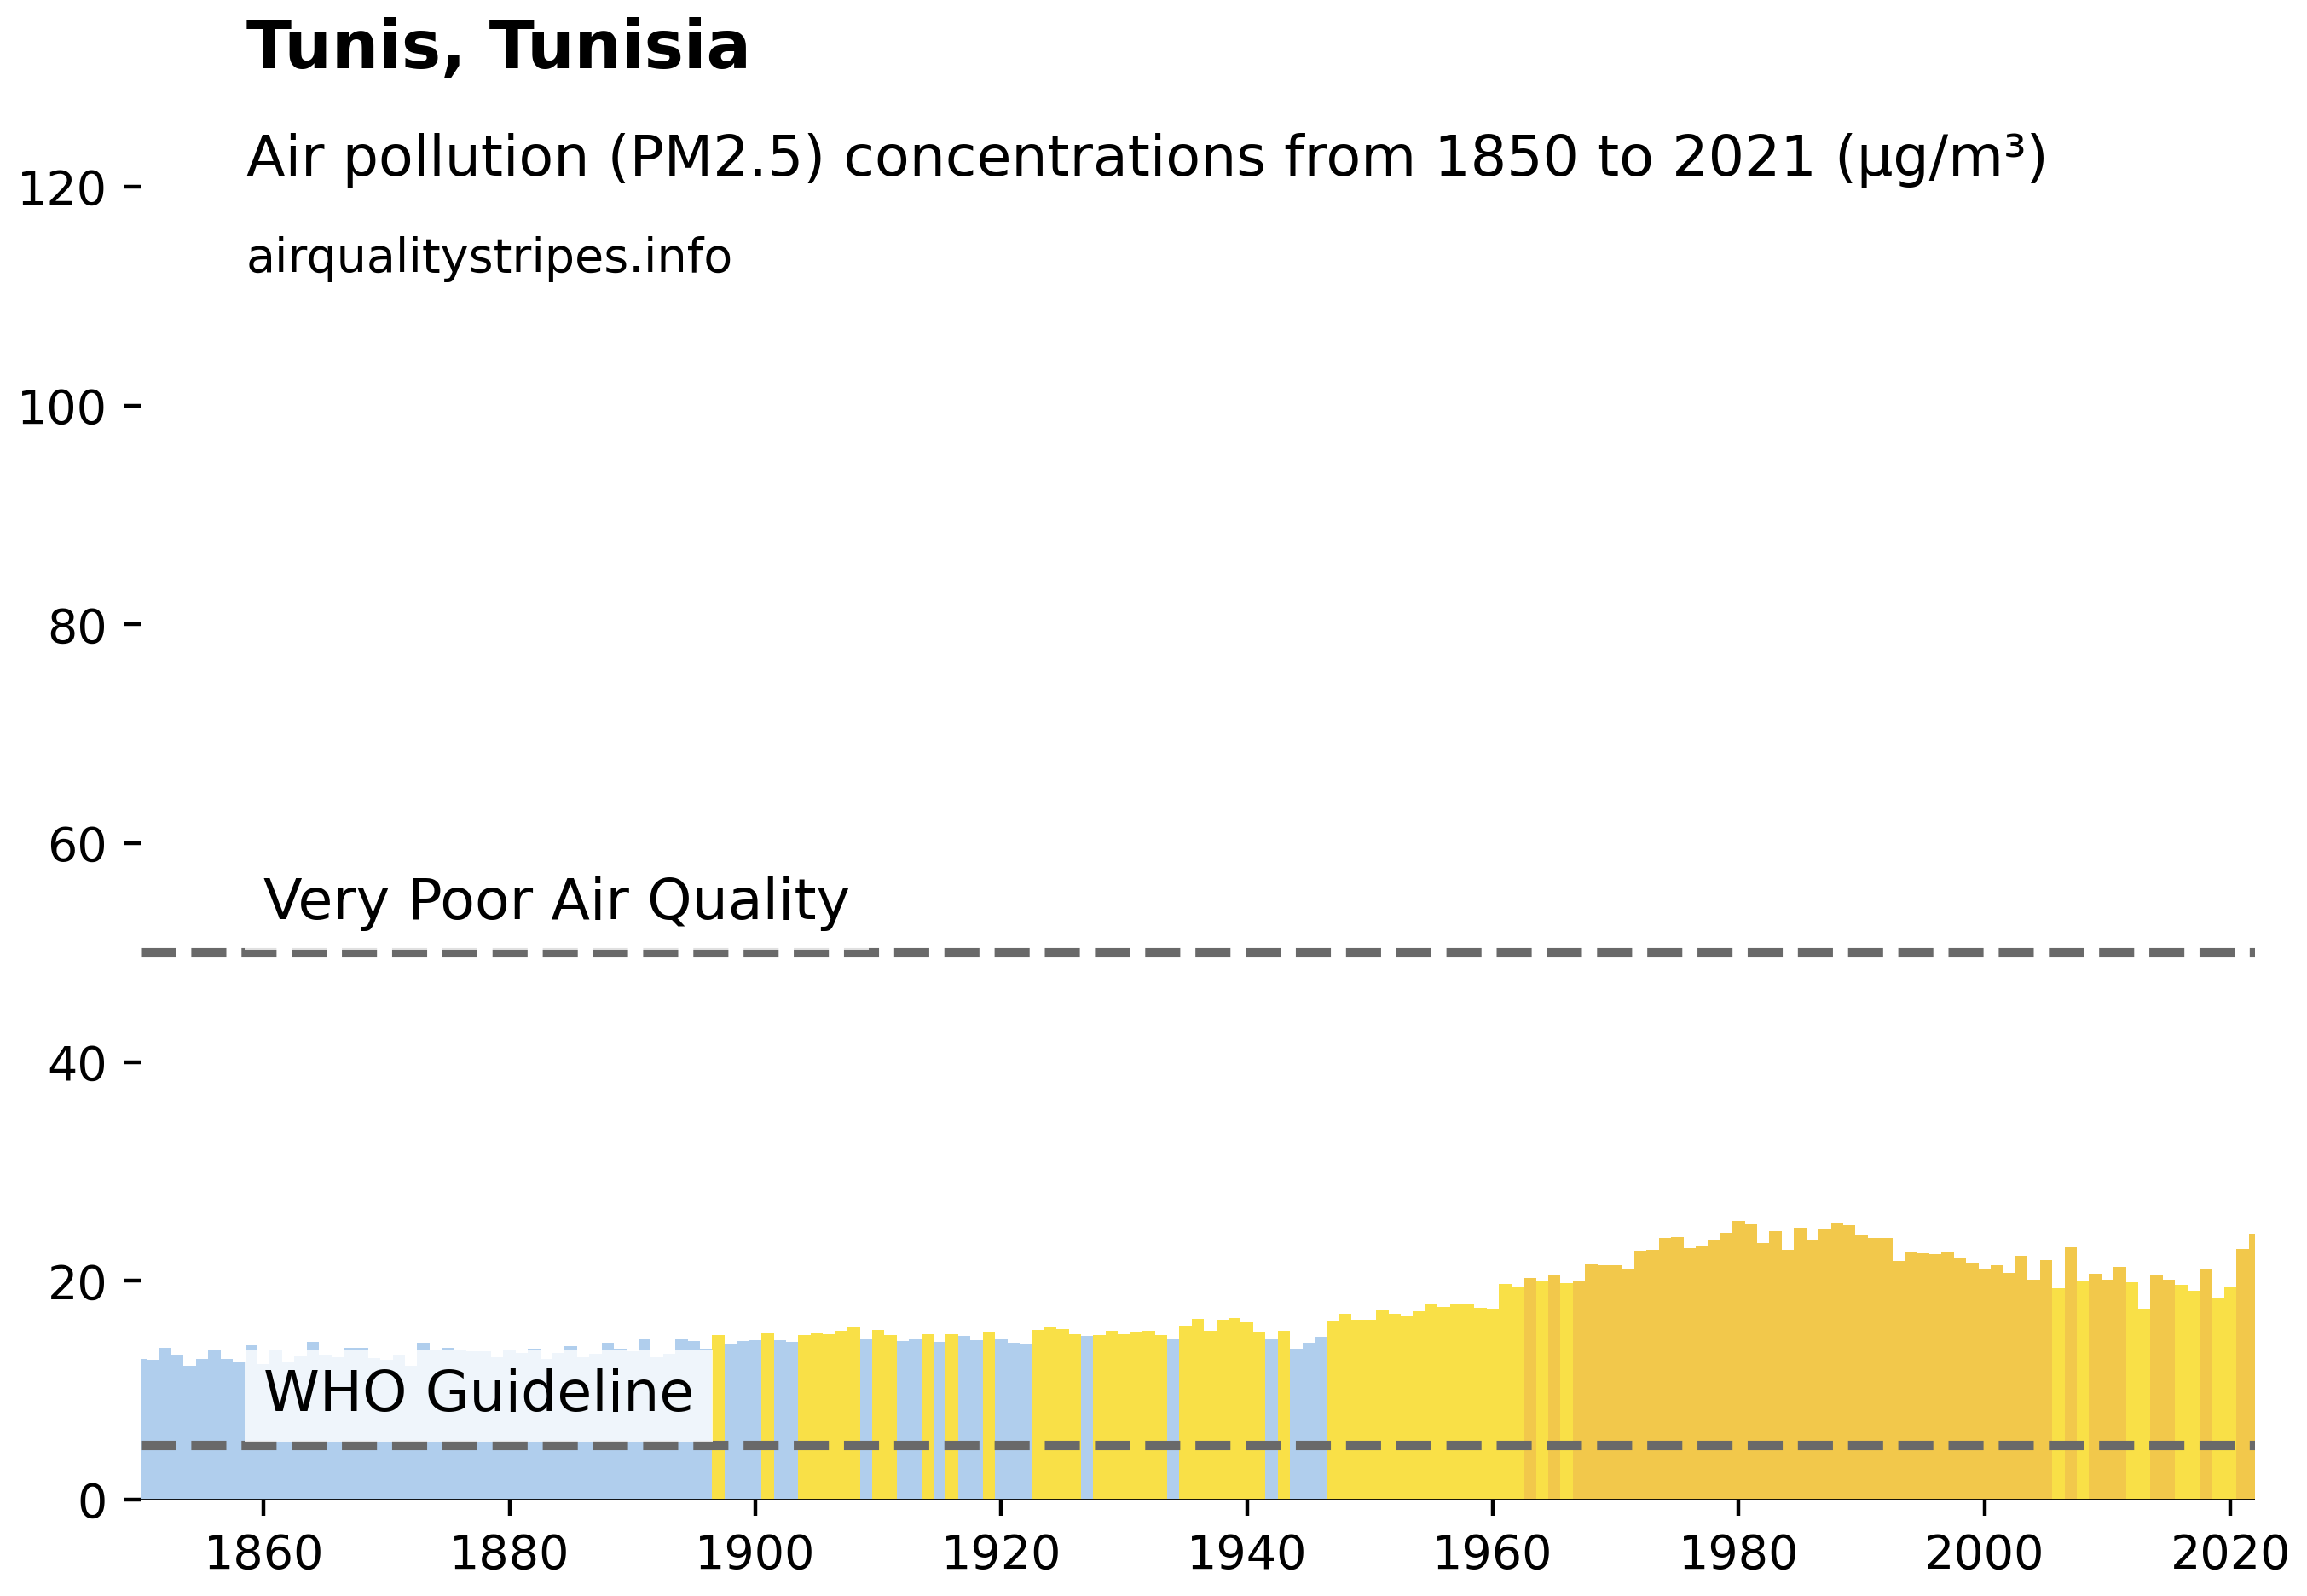 Tunis, Tunisia
Air pollution (PM2.5) concentrations from 1850 to 2021 (µg/m³)
120
airqualitystripes.info
100
80
60
Very Poor Air Quality
40
20
WHO Guideline
0
1860 1880 1900 1920 1940 1960 1980 2000 2020